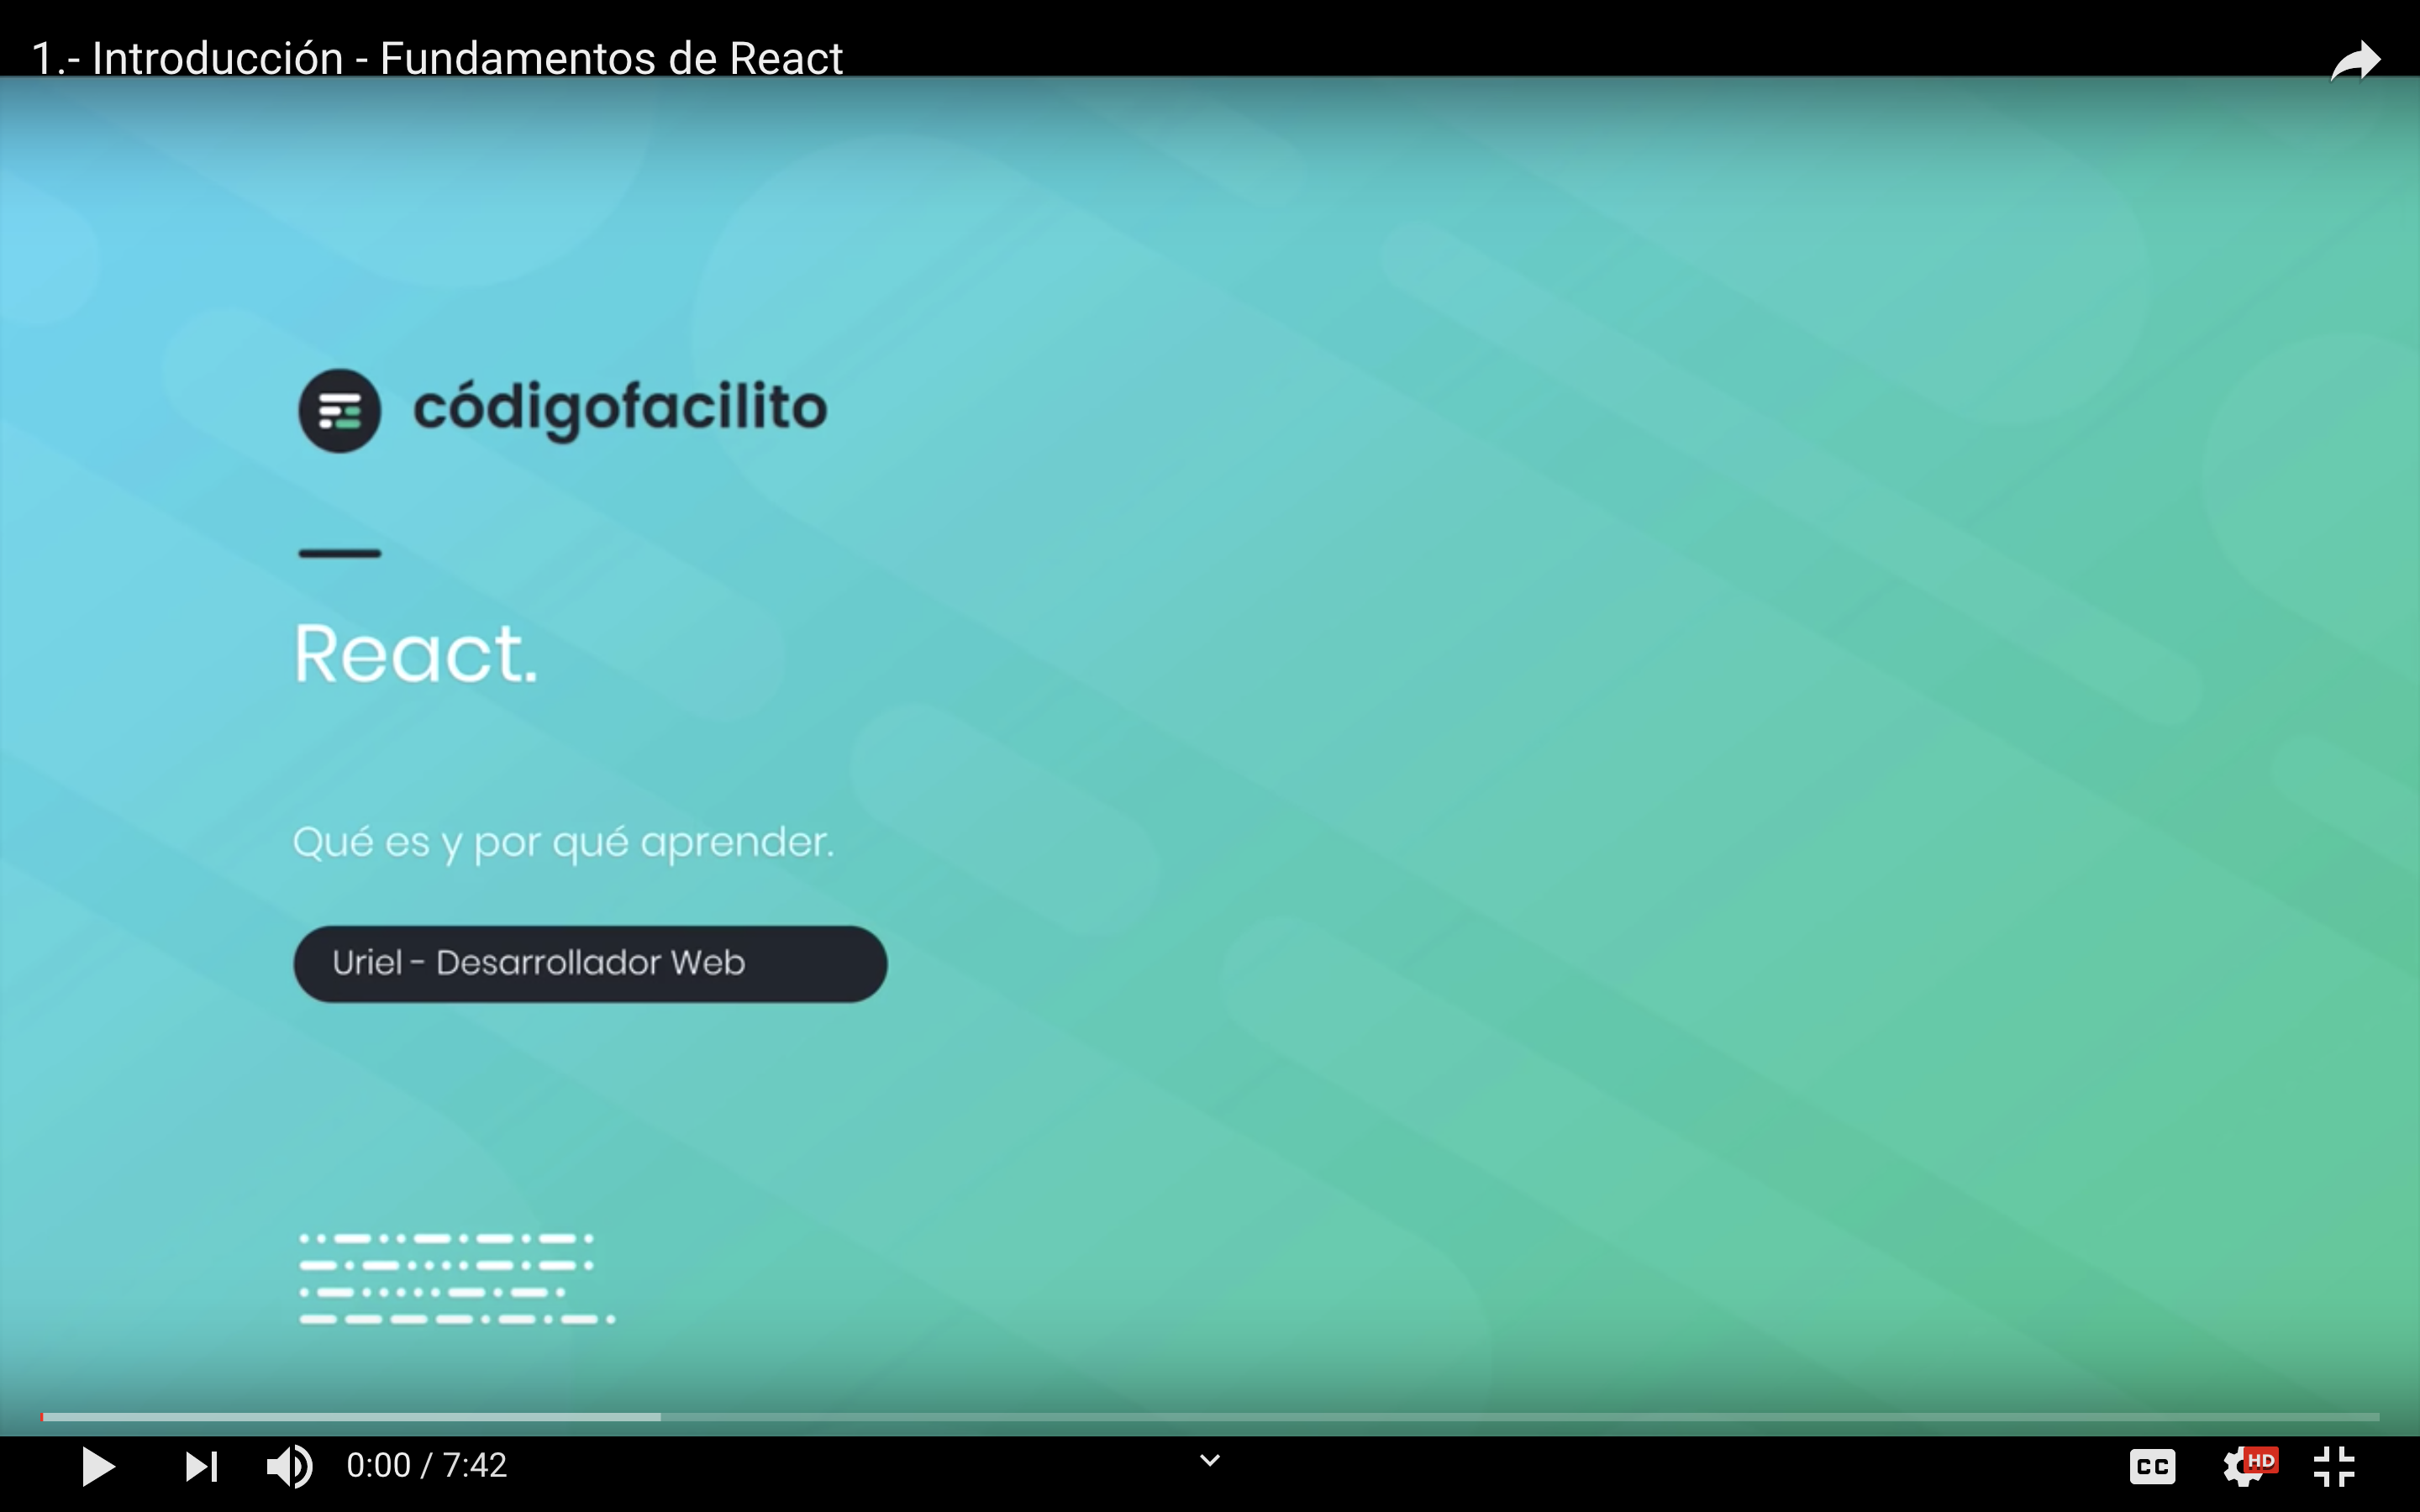 1.- Introducción - Fundamentos de React
códigofacilito
React.
Qué es y por qué aprender.
Uriel - Desarrollador Web
0:00 / 7:42
CC
HD